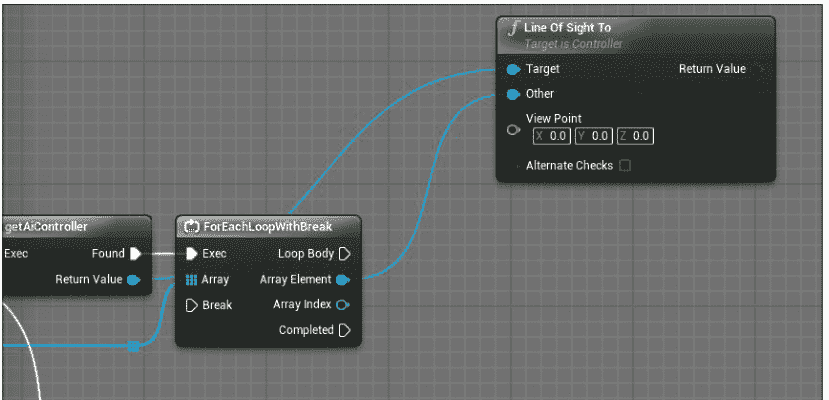 f Line Of Sight To
Target is Controller
Target
Return Value
Other
View Point
X 0.0 Y 0.0 Z 0.0
Alternate Checks
getAiController
ForEachLoopWithBreak
Exec
Found
Exec
Loop Body
Return Value
Array
Array Element
Break
Array Index
Completed